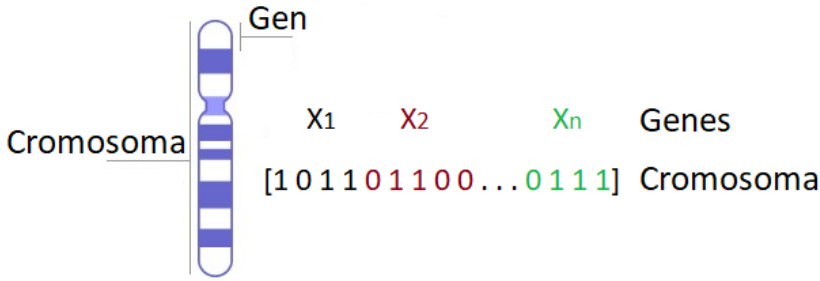 Gen
X1 X2 Xn Genes
Cromosoma
[1 0 1 1 0 1 1 0 0 . . . 0 1 1 1] Cromosoma